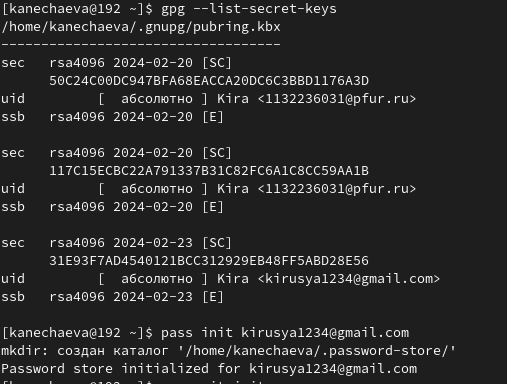 [kanechaeva@192 ~]$ gpg --list-secret-keys
/home/kanechaeva/.gnupg/pubring.kbx
-----------------------------------
sec   rsa4096 2024-02-20 [SC]
      50C24C00DC947BFA68EACCA20DC6C3BBD1176A3D
uid         [  абсолютно ] Kira <1132236031@pfur.ru>
ssb   rsa4096 2024-02-20 [E]
sec   rsa4096 2024-02-20 [SC]
      117C15ECBC22A791337B31C82FC6A1C8CC59AA1B
uid         [  абсолютно ] Kira <1132236031@pfur.ru>
ssb   rsa4096 2024-02-20 [E]
sec   rsa4096 2024-02-23 [SC]
      31E93F7AD4540121BCC312929EB48FF5ABD28E56
uid         [  абсолютно ] Kira <kirusya1234@gmail.com>
ssb   rsa4096 2024-02-23 [E]
[kanechaeva@192 ~]$ pass init kirusya1234@gmail.com
mkdir: создан каталог '/home/kanechaeva/.password-store/'
Password store initialized for kirusya1234@gmail.com